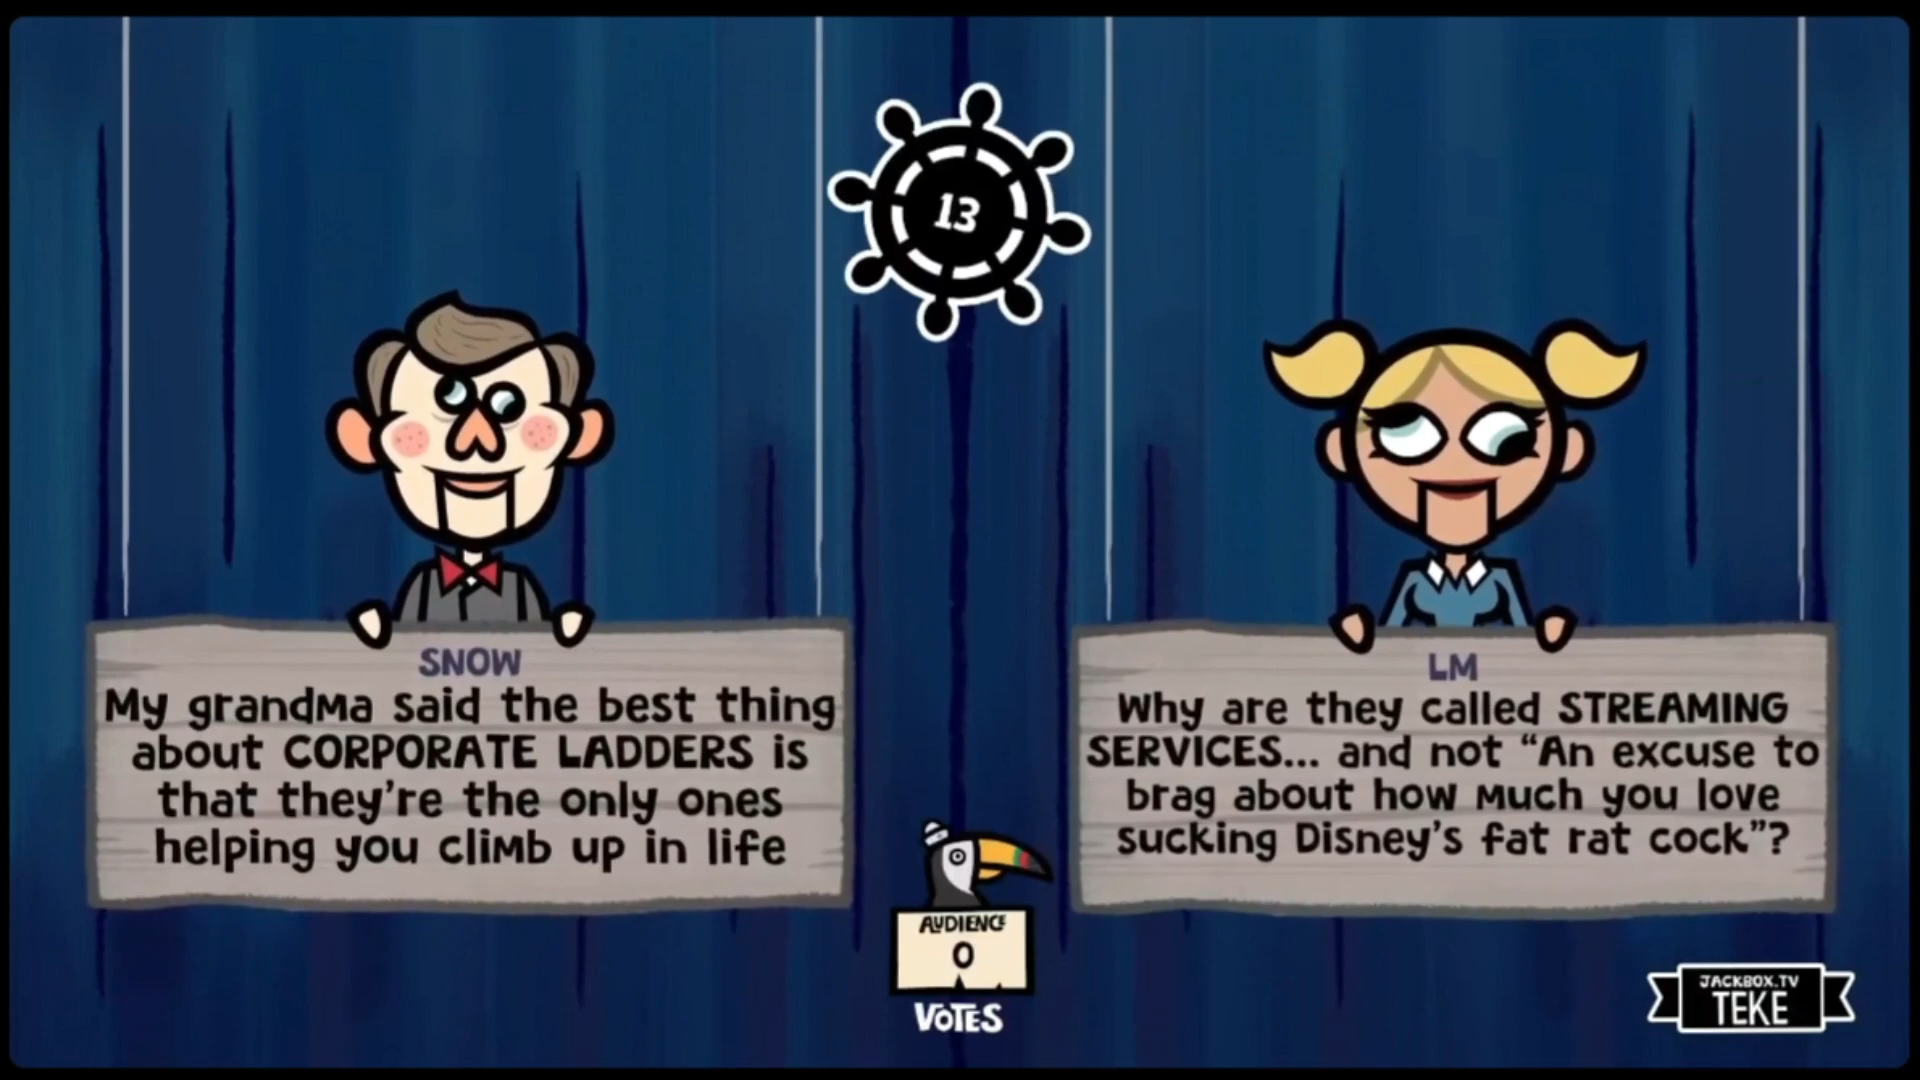 13
SNOW
My grandma said the best thing
about CORPORATE LADDERS is
that they're the only ones
helping you climb up in life
LM
Why are they called STREAMING
SERVICES... and not “An excuse to
brag about how much you love
sucking Disney's fat rat cock”?
AUDIENCE
0
VOTES
JACKBOX.TV
TEKE